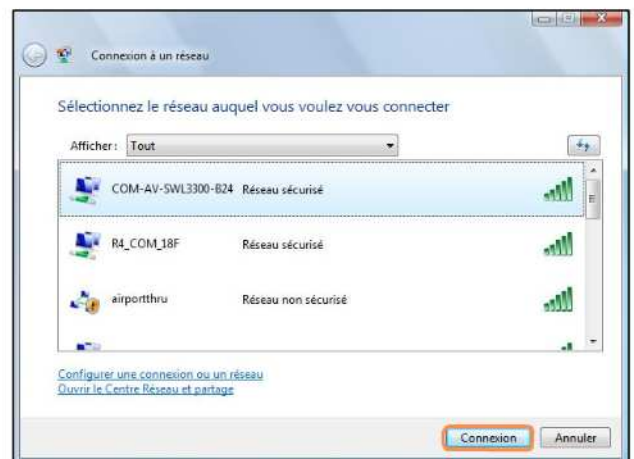 Connexion à un réseau
Sélectionnez le réseau auquel vous voulez vous connecter
Afficher : Tout
COM-AV-SWL3300-B24 Réseau sécurisé
R4_COM_18F Réseau sécurisé
airportthru Réseau non sécurisé
Configurer une connexion ou un réseau
Ouvrir le Centre Réseau et partage
Connexion Annuler